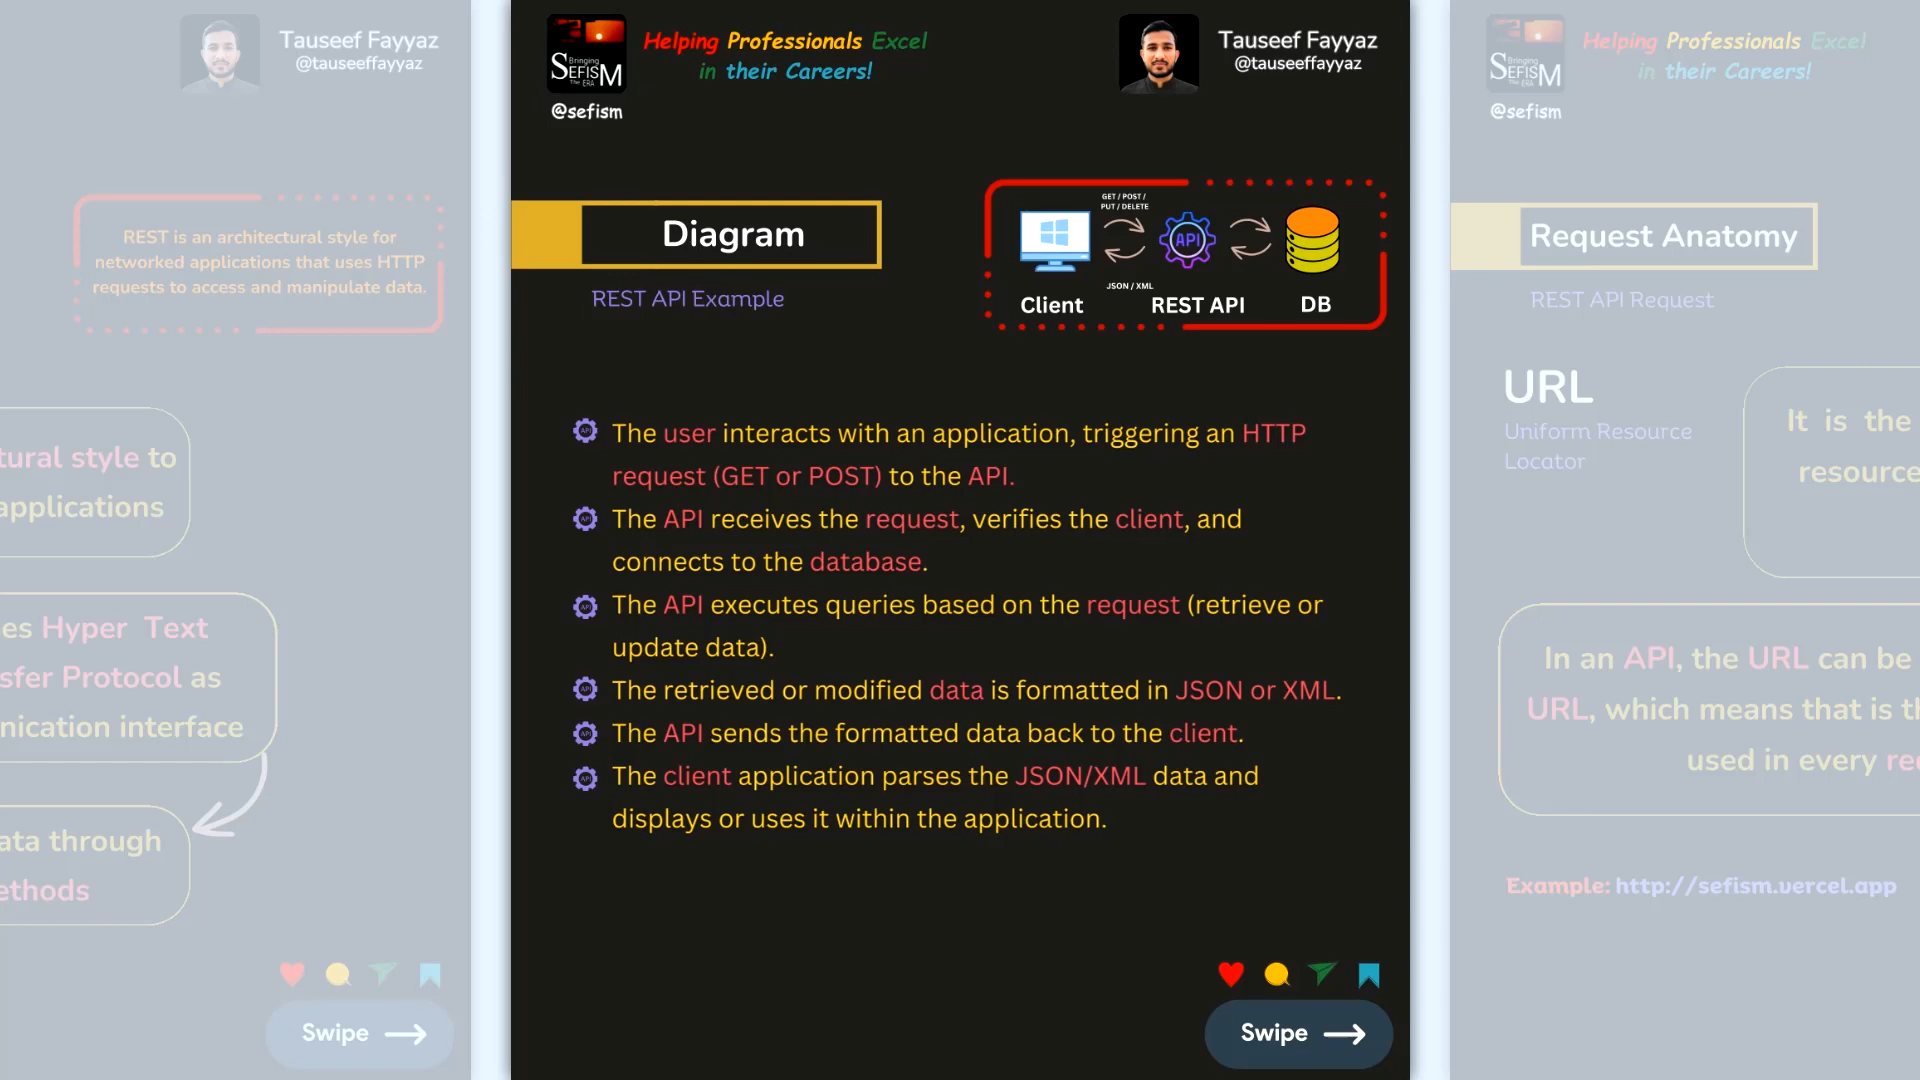 Tauseef Fayyaz
@tauseeffayyaz
REST is an architectural style for
networked applications that uses HTTP
requests to access and manipulate data.
tural style to
applications
es Hyper Text
sfer Protocol as
nication interface
ata through
ethods
Swipe
Bringing
SEFISM
The ERA
@sefism
Helping Professionals Excel
in their Careers!
Tauseef Fayyaz
@tauseeffayyaz
Diagram
REST API Example
GET / POST /
PUT / DELETE
API
JSON / XML
Client
REST API
DB
The user interacts with an application, triggering an HTTP
request (GET or POST) to the API.
The API receives the request, verifies the client, and
connects to the database.
The API executes queries based on the request (retrieve or
update data).
The retrieved or modified data is formatted in JSON or XML.
The API sends the formatted data back to the client.
The client application parses the JSON/XML data and
displays or uses it within the application.
Swipe
Bringing
SEFISM
The ERA
@sefism
Helping Professionals Excel
in their Careers!
Request Anatomy
REST API Request
URL
Uniform Resource
Locator
It is the
resource
In an API, the URL can be
URL, which means that is th
used in every re
Example: http://sefism.vercel.app